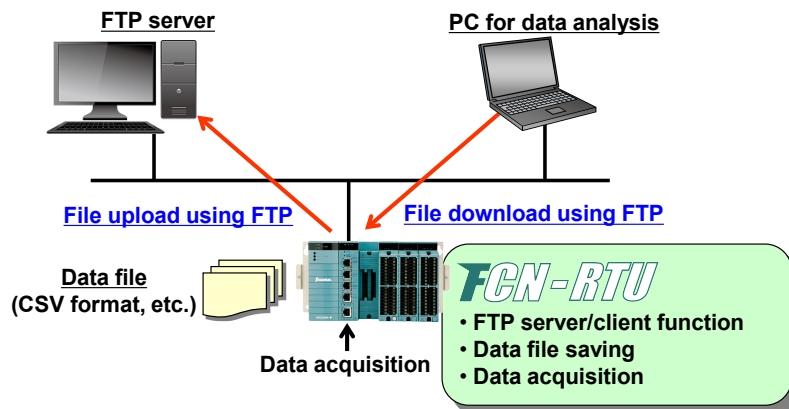 FTP server
PC for data analysis
File upload using FTP
File download using FTP
Data file
(CSV format, etc.)
Data acquisition
FCN-RTU
• FTP server/client function
• Data file saving
• Data acquisition